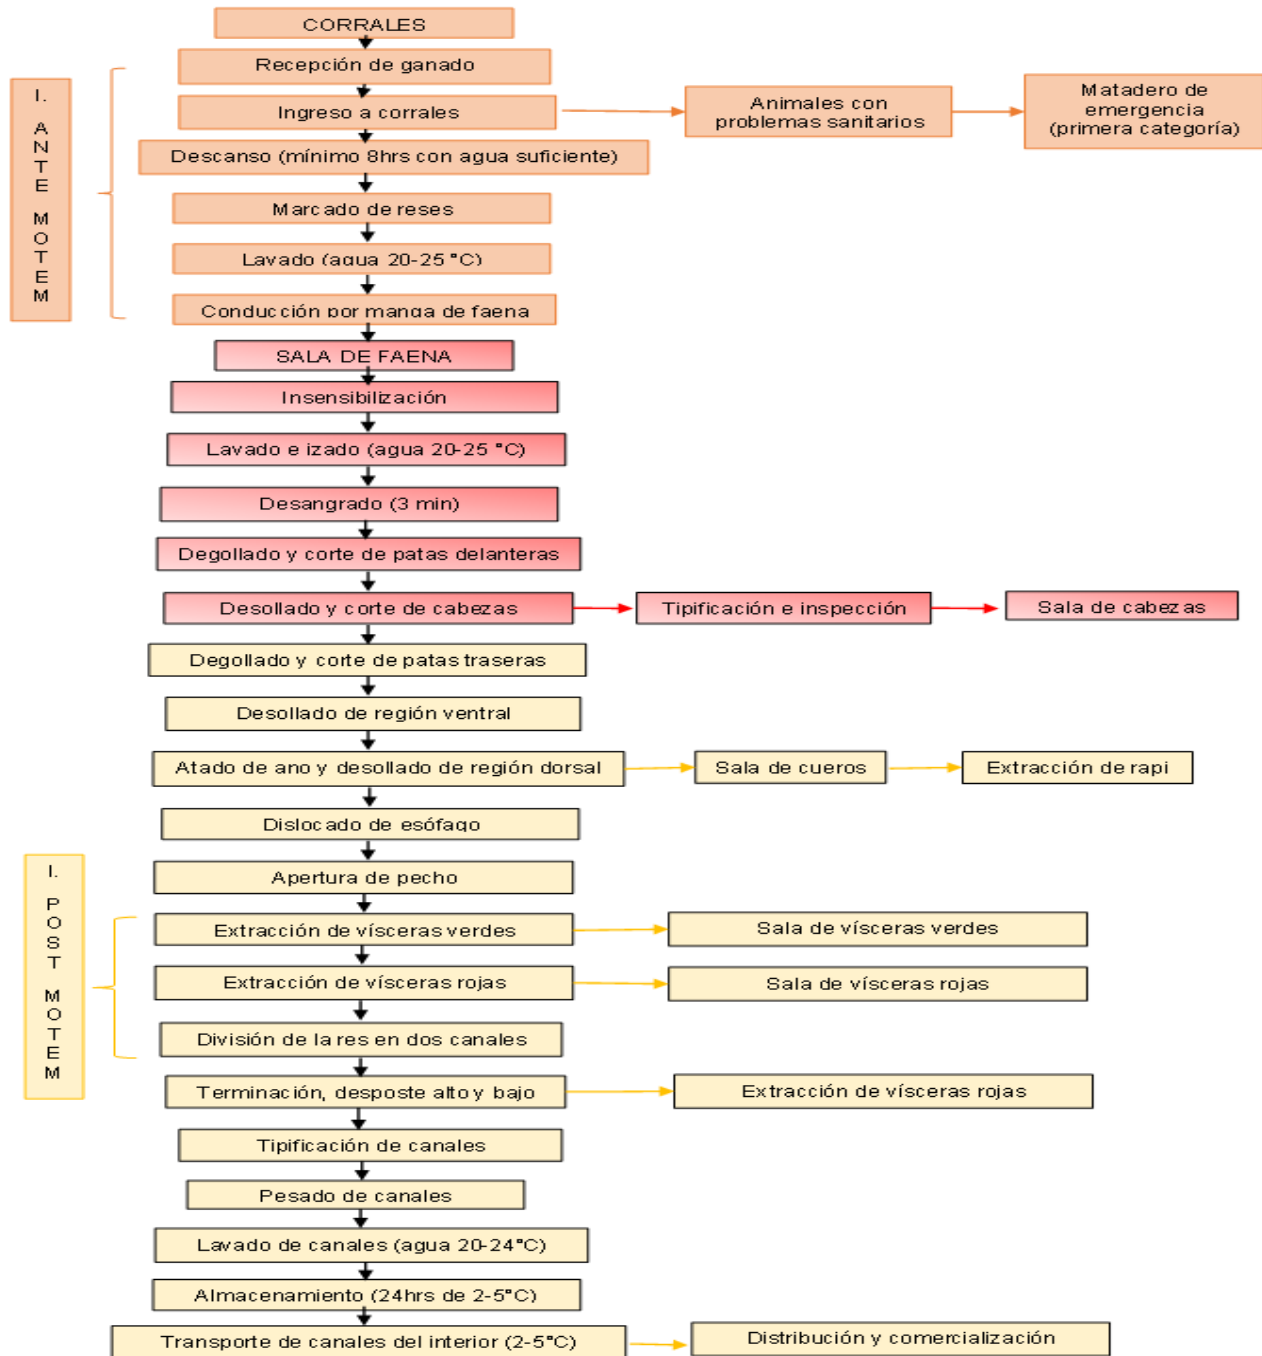 CORRALES
Recepción de ganado
I.
A
N
T
E
M
O
T
E
M
Ingreso a corrales
Animales con
problemas sanitarios
Matadero de
emergencia
(primera categoría)
Descanso (mínimo 8hrs con agua suficiente)
Marcado de reses
Lavado (agua 20-25 °C)
Conducción por manga de faena
SALA DE FAENA
Insensibilización
Lavado e izado (agua 20-25 °C)
Desangrado (3 min)
Degollado y corte de patas delanteras
Desollado y corte de cabezas
Tipificación e inspección
Sala de cabezas
Degollado y corte de patas traseras
Desollado de región ventral
Atado de ano y desollado de región dorsal
Sala de cueros
Extracción de rapi
Dislocado de esófago
Apertura de pecho
I.
P
O
S
T
M
O
T
E
M
Extracción de vísceras verdes
Sala de vísceras verdes
Extracción de vísceras rojas
Sala de vísceras rojas
División de la res en dos canales
Terminación, desposte alto y bajo
Extracción de vísceras rojas
Tipificación de canales
Pesado de canales
Lavado de canales (agua 20-24°C)
Almacenamiento (24hrs de 2-5°C)
Transporte de canales del interior (2-5°C)
Distribución y comercialización